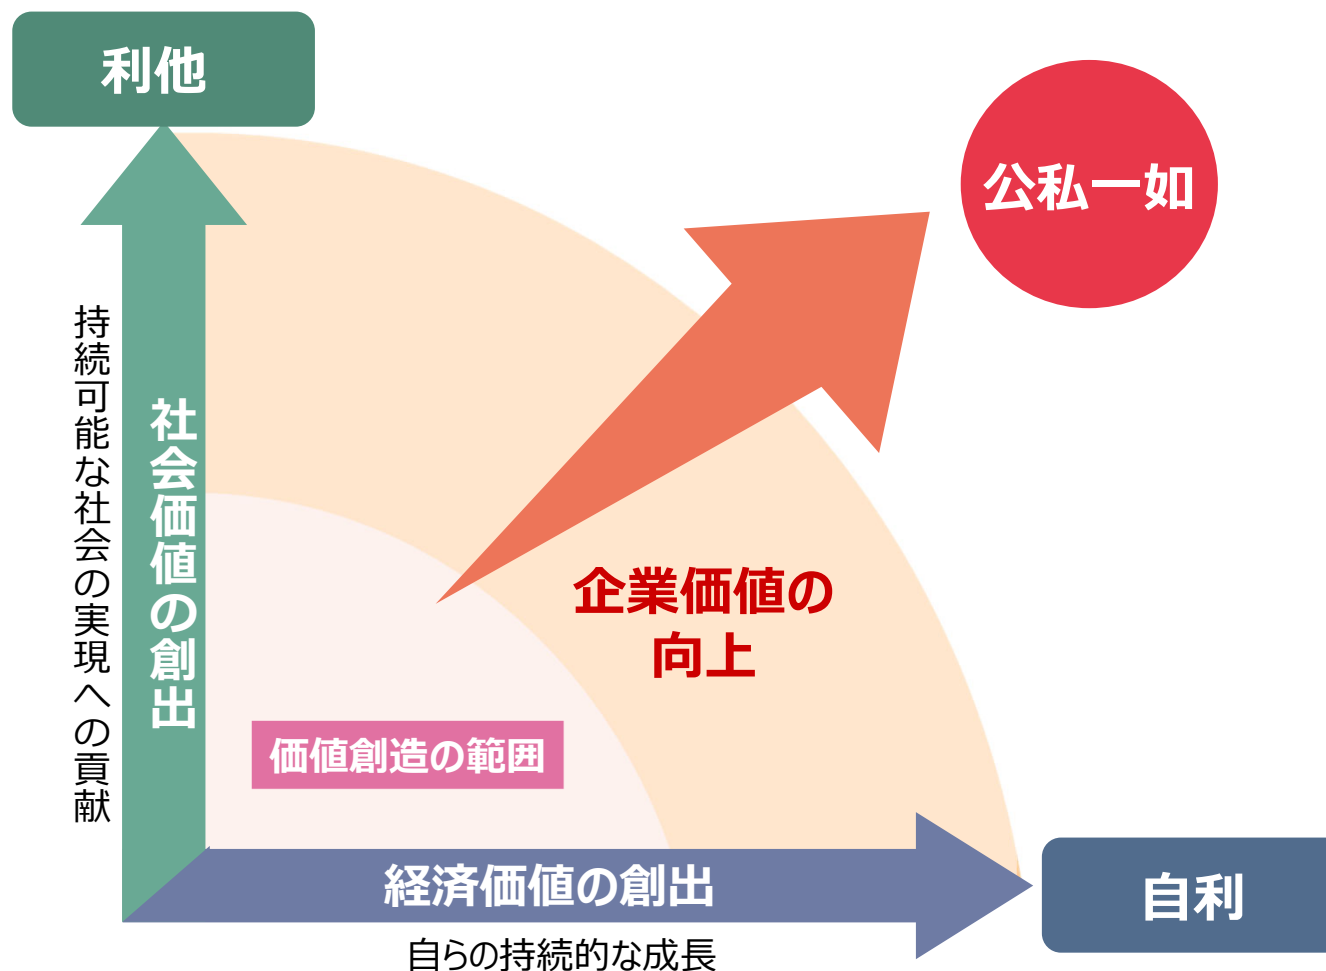 利他
公私一如
持続可能な社会の実現への貢献
社会価値の創出
企業価値の
向上
価値創造の範囲
経済価値の創出
自利
自らの持続的な成長